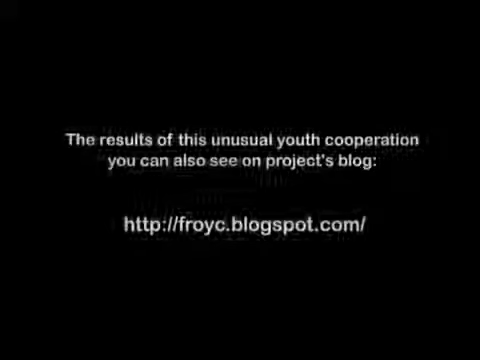 The results of this unusual youth cooperation
you can also see on project's blog:
http://froyc.blogspot.com/